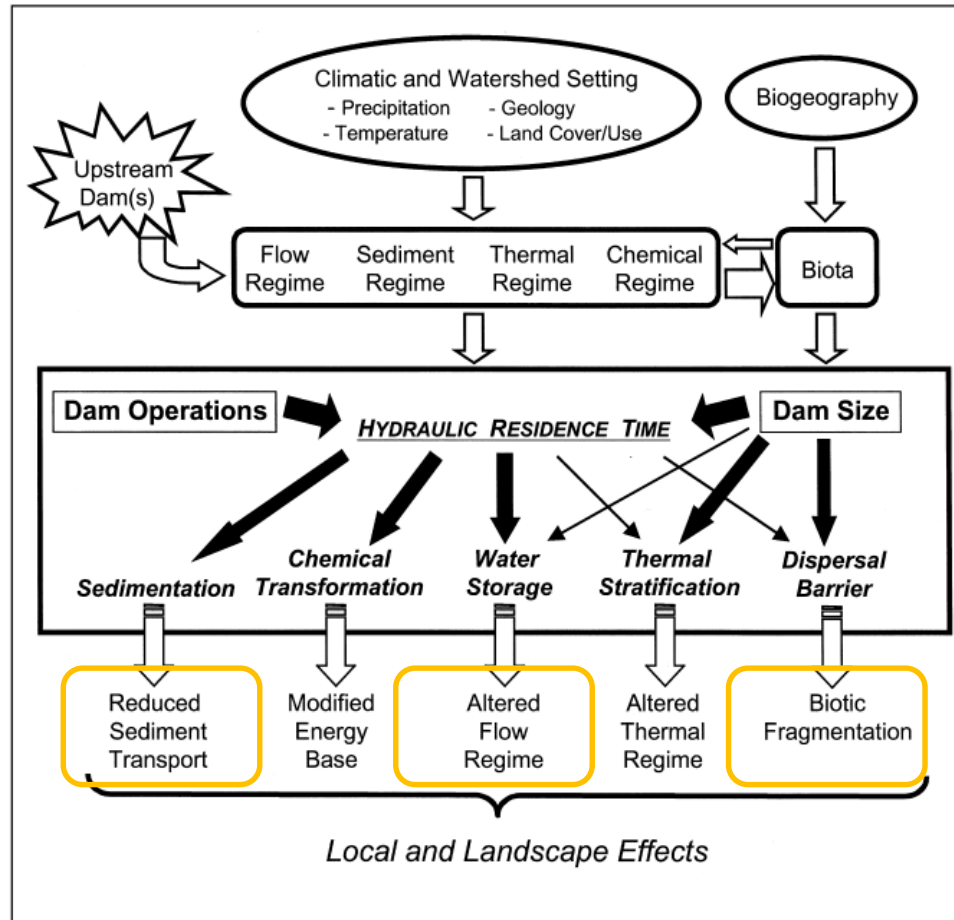 Climatic and Watershed Setting
- Precipitation - Geology
- Temperature - Land Cover/Use
Biogeography
Upstream
Dam(s)
Flow
Regime
Sediment
Regime
Thermal
Regime
Chemical
Regime
Biota
Dam Operations
HYDRAULIC RESIDENCE TIME
Dam Size
Sedimentation
Chemical
Transformation
Water
Storage
Thermal
Stratification
Dispersal
Barrier
Reduced
Sediment
Transport
Modified
Energy
Base
Altered
Flow
Regime
Altered
Thermal
Regime
Biotic
Fragmentation
Local and Landscape Effects